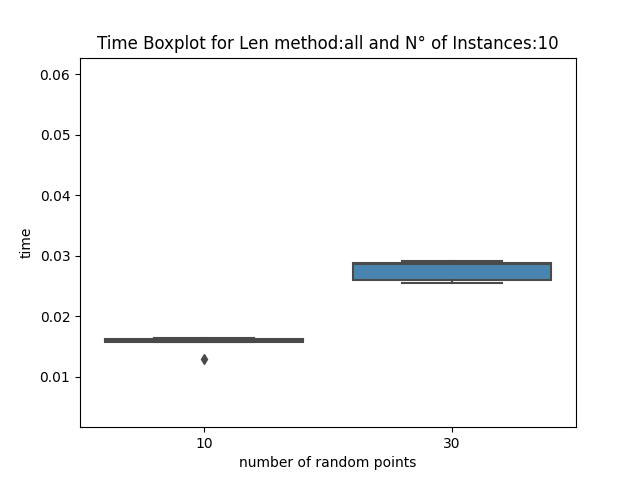 Time Boxplot for Len method:all and N° of Instances:10
0.06
0.05
0.04
0.03
0.02
0.01
time
10 30
number of random points